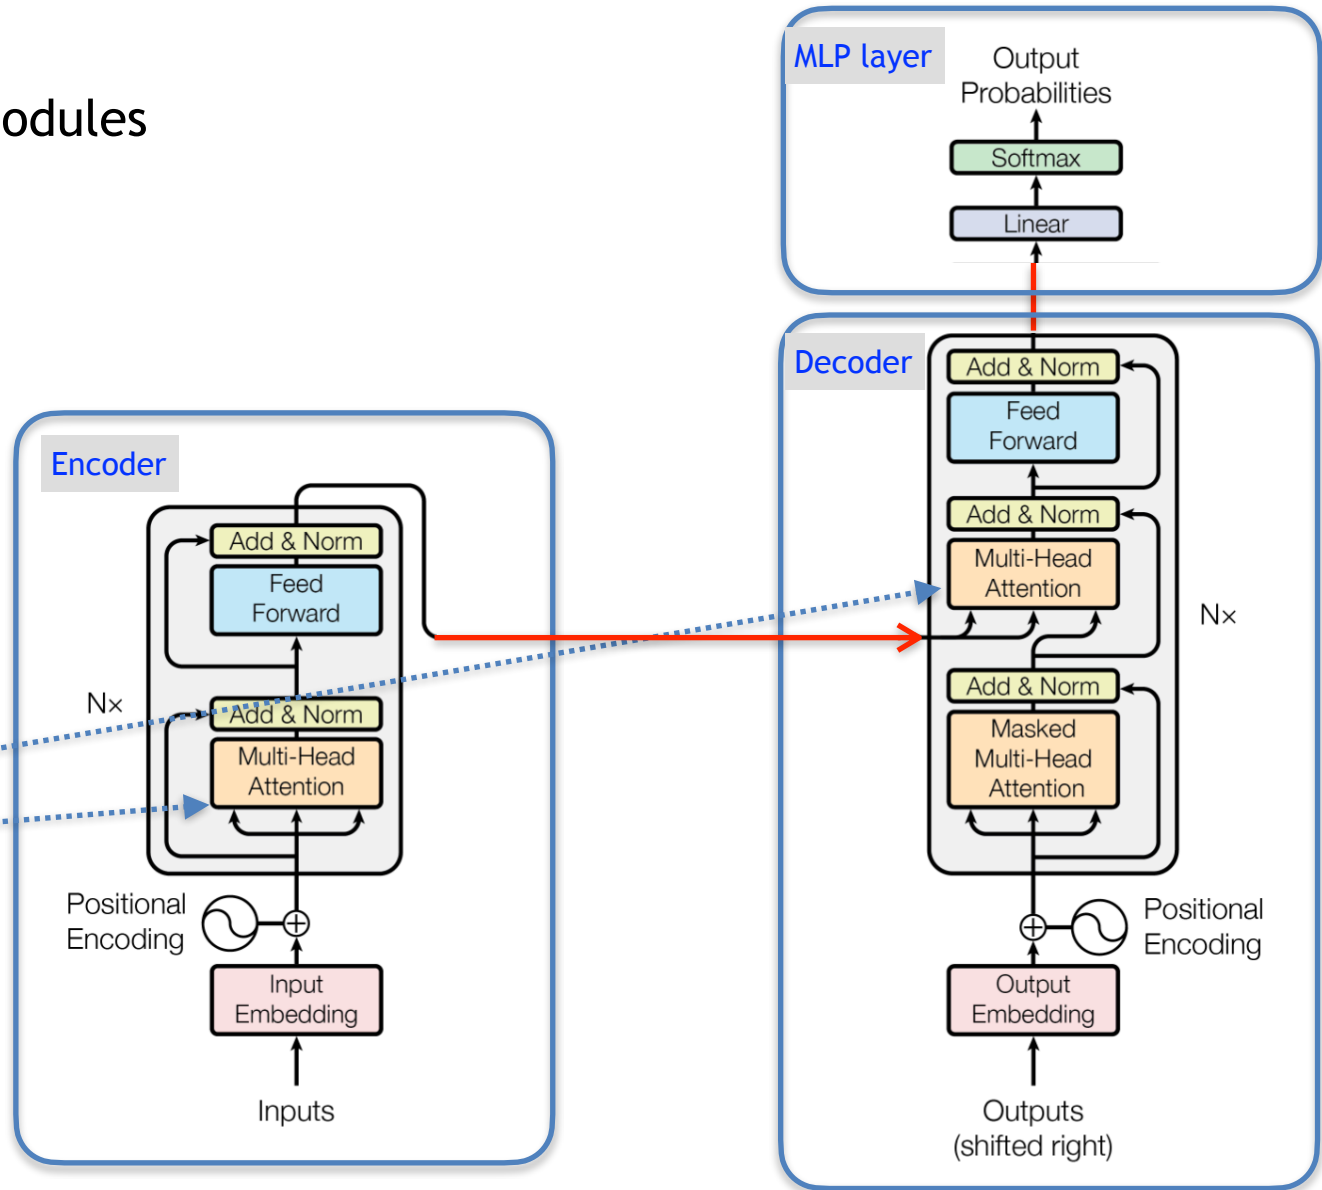 odules
MLP layer
Output
Probabilities
Softmax
Linear
Decoder
Add & Norm
Feed
Forward
Add & Norm
Multi-Head
Attention
N×
Add & Norm
Masked
Multi-Head
Attention
Positional
Encoding
Output
Embedding
Outputs
(shifted right)
Encoder
Add & Norm
Feed
Forward
N×
Add & Norm
Multi-Head
Attention
Positional
Encoding
Input
Embedding
Inputs